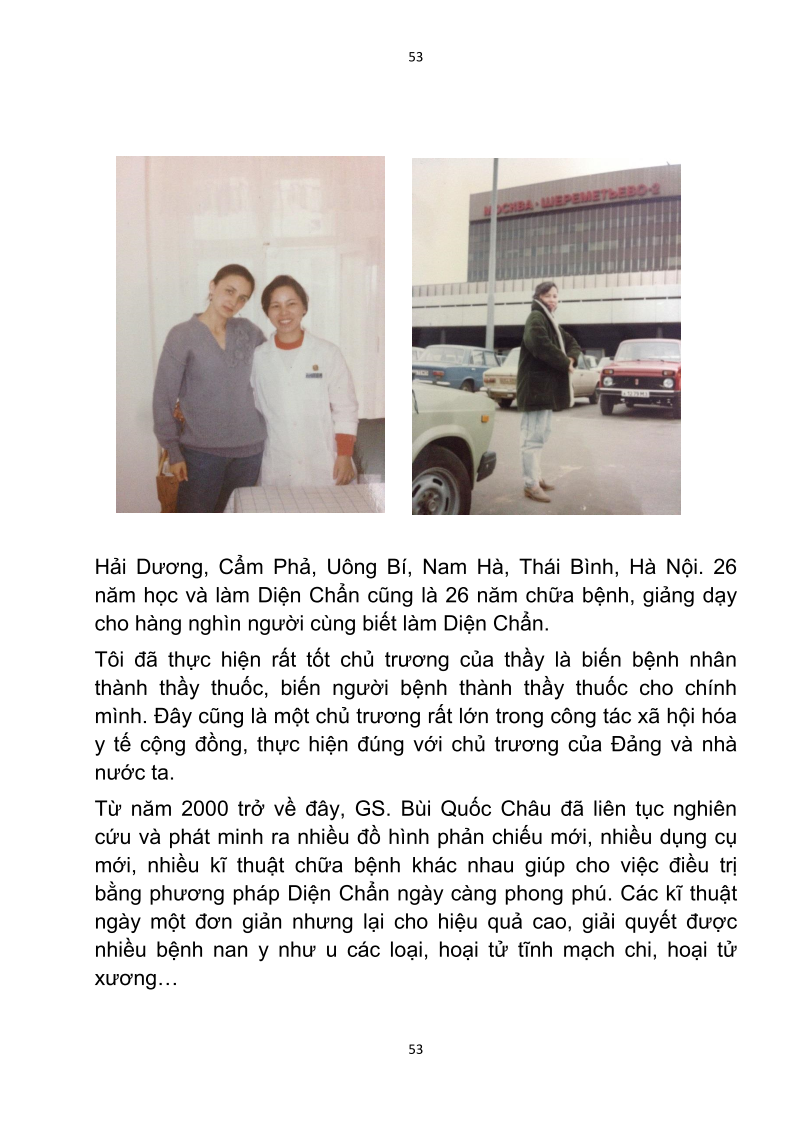 53
МОСКВА-ШЕРЕМЕТЬЕВО-2
Hải Dương, Cẩm Phả, Uông Bí, Nam Hà, Thái Bình, Hà Nội. 26
năm học và làm Diện Chẩn cũng là 26 năm chữa bệnh, giảng dạy
cho hàng nghìn người cùng biết làm Diện Chẩn.
Tôi đã thực hiện rất tốt chủ trương của thầy là biến bệnh nhân
thành thầy thuốc, biến người bệnh thành thầy thuốc cho chính
mình. Đây cũng là một chủ trương rất lớn trong công tác xã hội hóa
y tế cộng đồng, thực hiện đúng với chủ trương của Đảng và nhà
nước ta.
Từ năm 2000 trở về đây, GS. Bùi Quốc Châu đã liên tục nghiên
cứu và phát minh ra nhiều đồ hình phản chiếu mới, nhiều dụng cụ
mới, nhiều kĩ thuật chữa bệnh khác nhau giúp cho việc điều trị
bằng phương pháp Diện Chẩn ngày càng phong phú. Các kĩ thuật
ngày một đơn giản nhưng lại cho hiệu quả cao, giải quyết được
nhiều bệnh nan y như u các loại, hoại tử tĩnh mạch chi, hoại tử
xương…
53